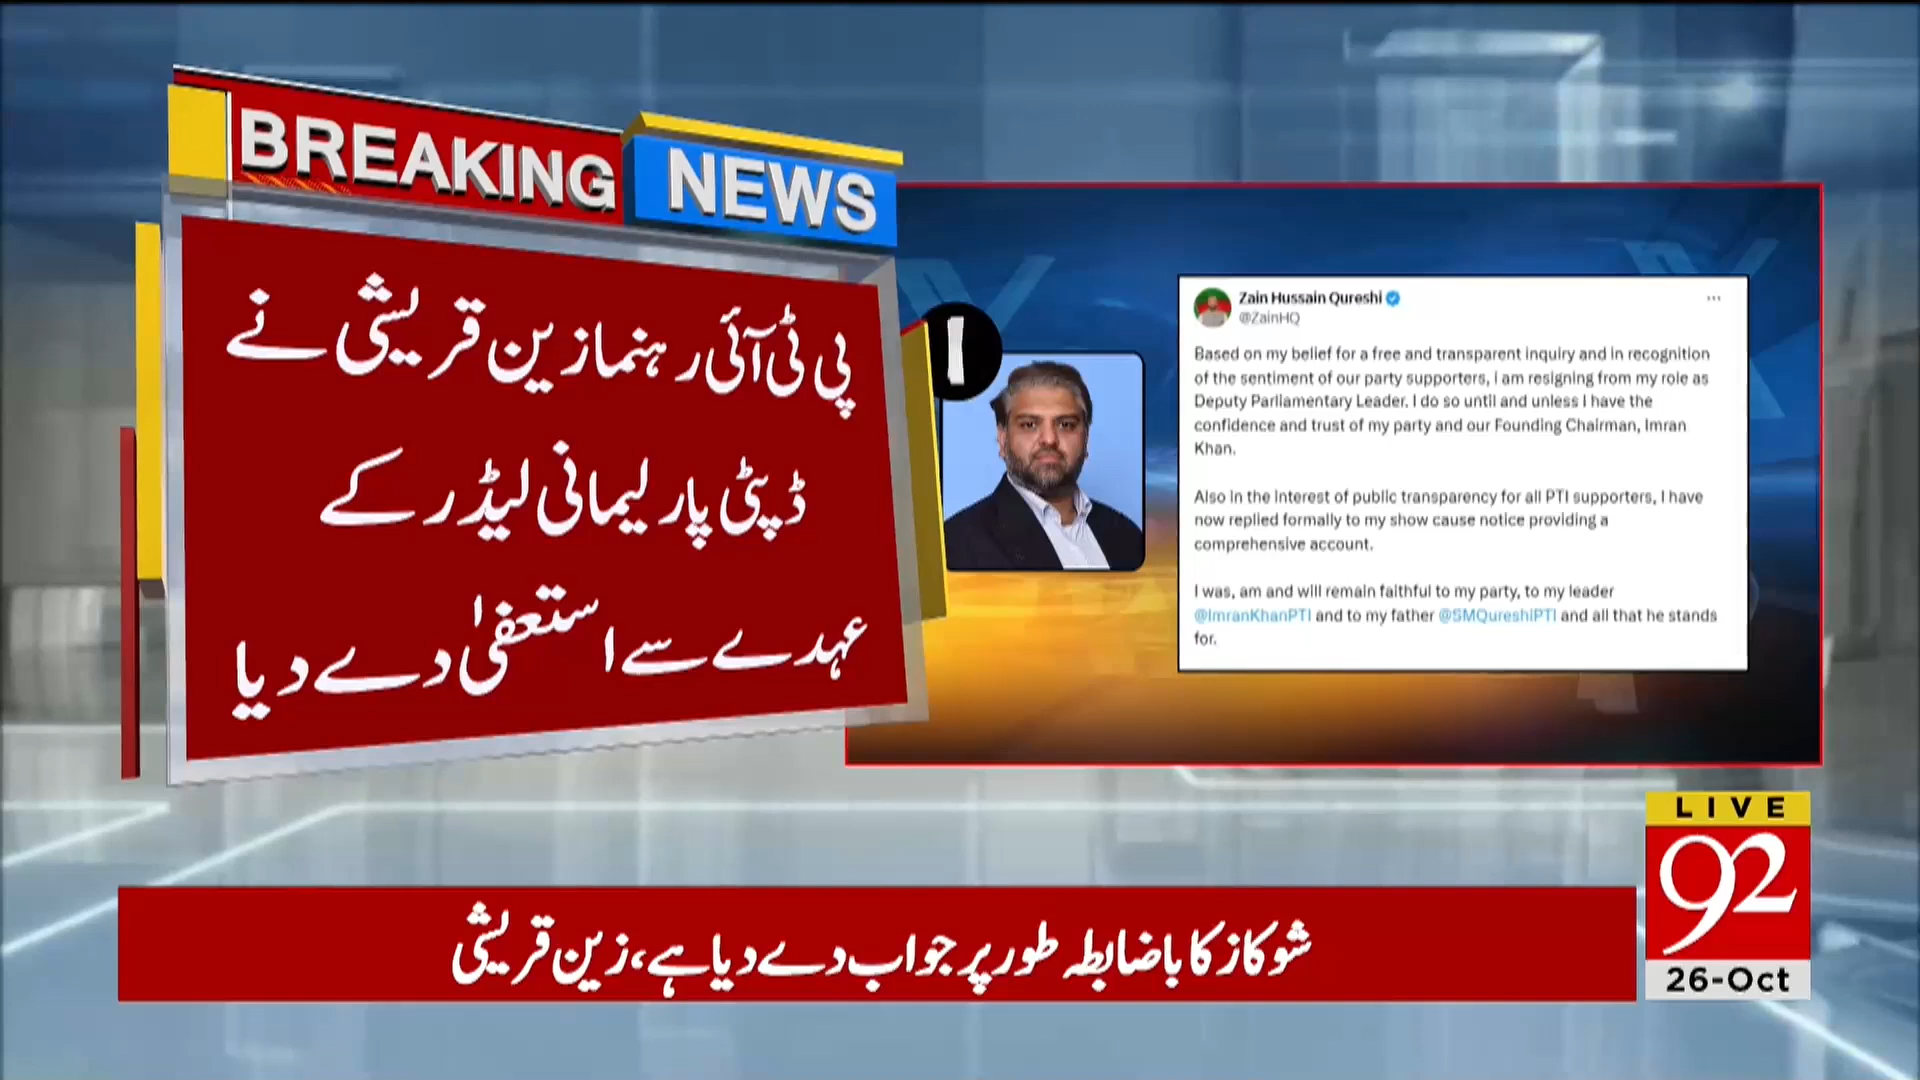 BREAKING NEWS
پی ٹی آئی رہنما زین قریشی نے
ڈپٹی پارلیمانی لیڈر کے
عہدے سے استعفیٰ دے دیا
Zain Hussain Qureshi
@ZainHQ
Based on my belief for a free and transparent inquiry and in recognition
of the sentiment of our party supporters, I am resigning from my role as
Deputy Parliamentary Leader. I do so until and unless I have the
confidence and trust of my party and our Founding Chairman, Imran
Khan.
Also in the interest of public transparency for all PTI supporters, I have
now replied formally to my show cause notice providing a
comprehensive account.
I was, am and will remain faithful to my party, to my leader
@ImranKhanPTI and to my father @SMQureshiPTI and all that he stands
for.
LIVE
92
26-Oct
شوکاز کا باضابطہ طور پر جواب دے دیا ہے، زین قریشی